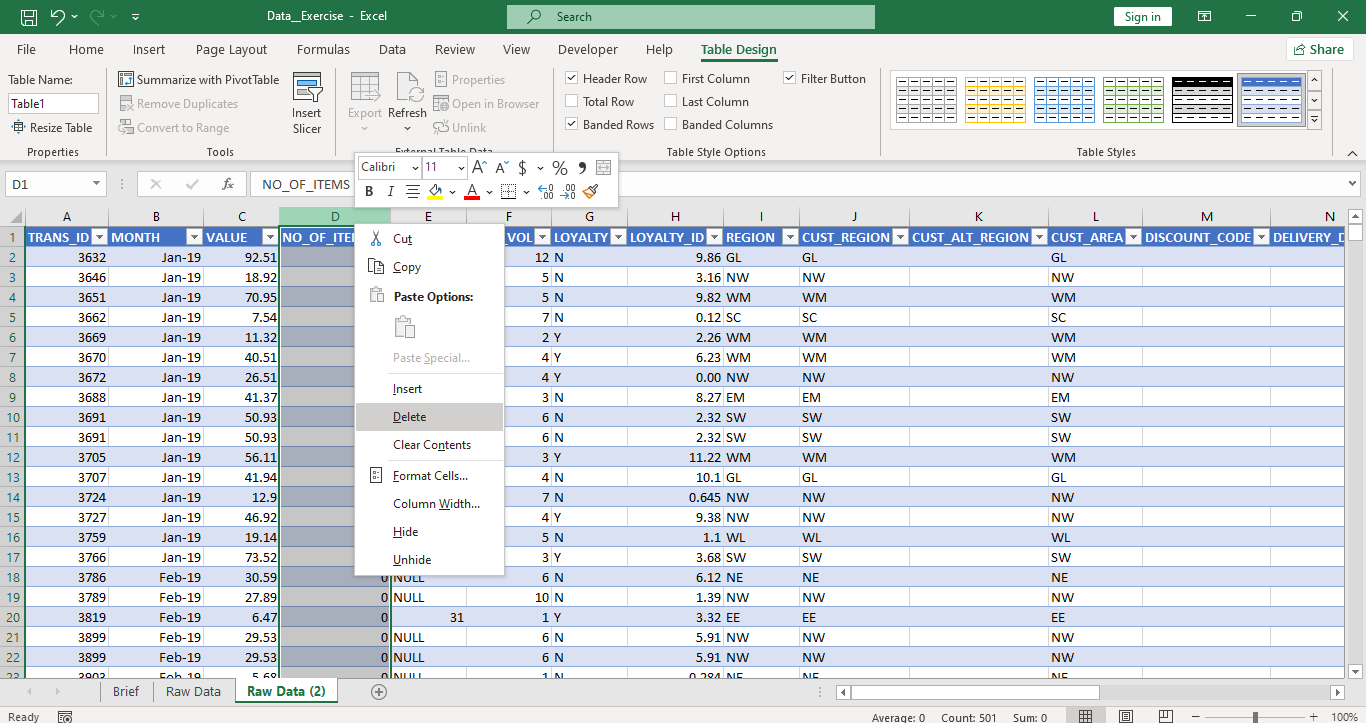 Data__Exercise - Excel
Search
Sign in
File Home Insert Page Layout Formulas Data Review View Developer Help Table Design Share
Table Name:
Table1
Resize Table
Properties
Summarize with PivotTable
Remove Duplicates
Convert to Range
Insert
Slicer
Tools
Export
Refresh
Properties
Open in Browser
Unlink
External Table Data
Header Row
Total Row
Banded Rows
First Column
Last Column
Banded Columns
Filter Button
Table Style Options
Table Styles
Calibri 11 A A $ % 9
B I A .00 .00
D1 fx NO_OF_ITEMS
A B C D E F G H I J K L M N
1 TRANS_ID MONTH VALUE NO_OF_ITE _VOL LOYALTY LOYALTY_ID REGION CUST_REGION CUST_ALT_REGION CUST_AREA DISCOUNT_CODE DELIVERY_D
2 3632 Jan-19 92.51 12 N 9.86 GL GL GL
3 3646 Jan-19 18.92 5 N 3.16 NW NW NW
4 3651 Jan-19 70.95 5 N 9.82 WM WM WM
5 3662 Jan-19 7.54 7 N 0.12 SC SC SC
6 3669 Jan-19 11.32 2 Y 2.26 WM WM WM
7 3670 Jan-19 40.51 4 Y 6.23 WM WM WM
8 3672 Jan-19 26.51 4 Y 0.00 NW NW NW
9 3688 Jan-19 41.37 3 N 8.27 EM EM EM
10 3691 Jan-19 50.93 6 N 2.32 SW SW SW
11 3691 Jan-19 50.93 6 N 2.32 SW SW SW
12 3705 Jan-19 56.11 3 Y 11.22 WM WM WM
13 3707 Jan-19 41.94 4 N 10.1 GL GL GL
14 3724 Jan-19 12.9 7 N 0.645 NW NW NW
15 3727 Jan-19 46.92 4 Y 9.38 NW NW NW
16 3759 Jan-19 19.14 5 N 1.1 WL WL WL
17 3766 Jan-19 73.52 3 Y 3.68 SW SW SW
18 3786 Feb-19 30.59 0 NULL 6 N 6.12 NE NE NE
19 3789 Feb-19 27.89 0 NULL 10 N 1.39 NW NW NW
20 3819 Feb-19 6.47 0 31 1 Y 3.32 EE EE EE
21 3899 Feb-19 29.53 0 NULL 6 N 5.91 NW NW NW
22 3899 Feb-19 29.53 0 NULL 6 N 5.91 NW NW NW
23 3903 Feb-19 5.68 0 NULL 1 N 0.284 NE NE NE
Cut
Copy
Paste Options:
Paste Special...
Insert
Delete
Clear Contents
Format Cells...
Column Width...
Hide
Unhide
Brief Raw Data Raw Data (2)
Ready Average: 0 Count: 501 Sum: 0 100%